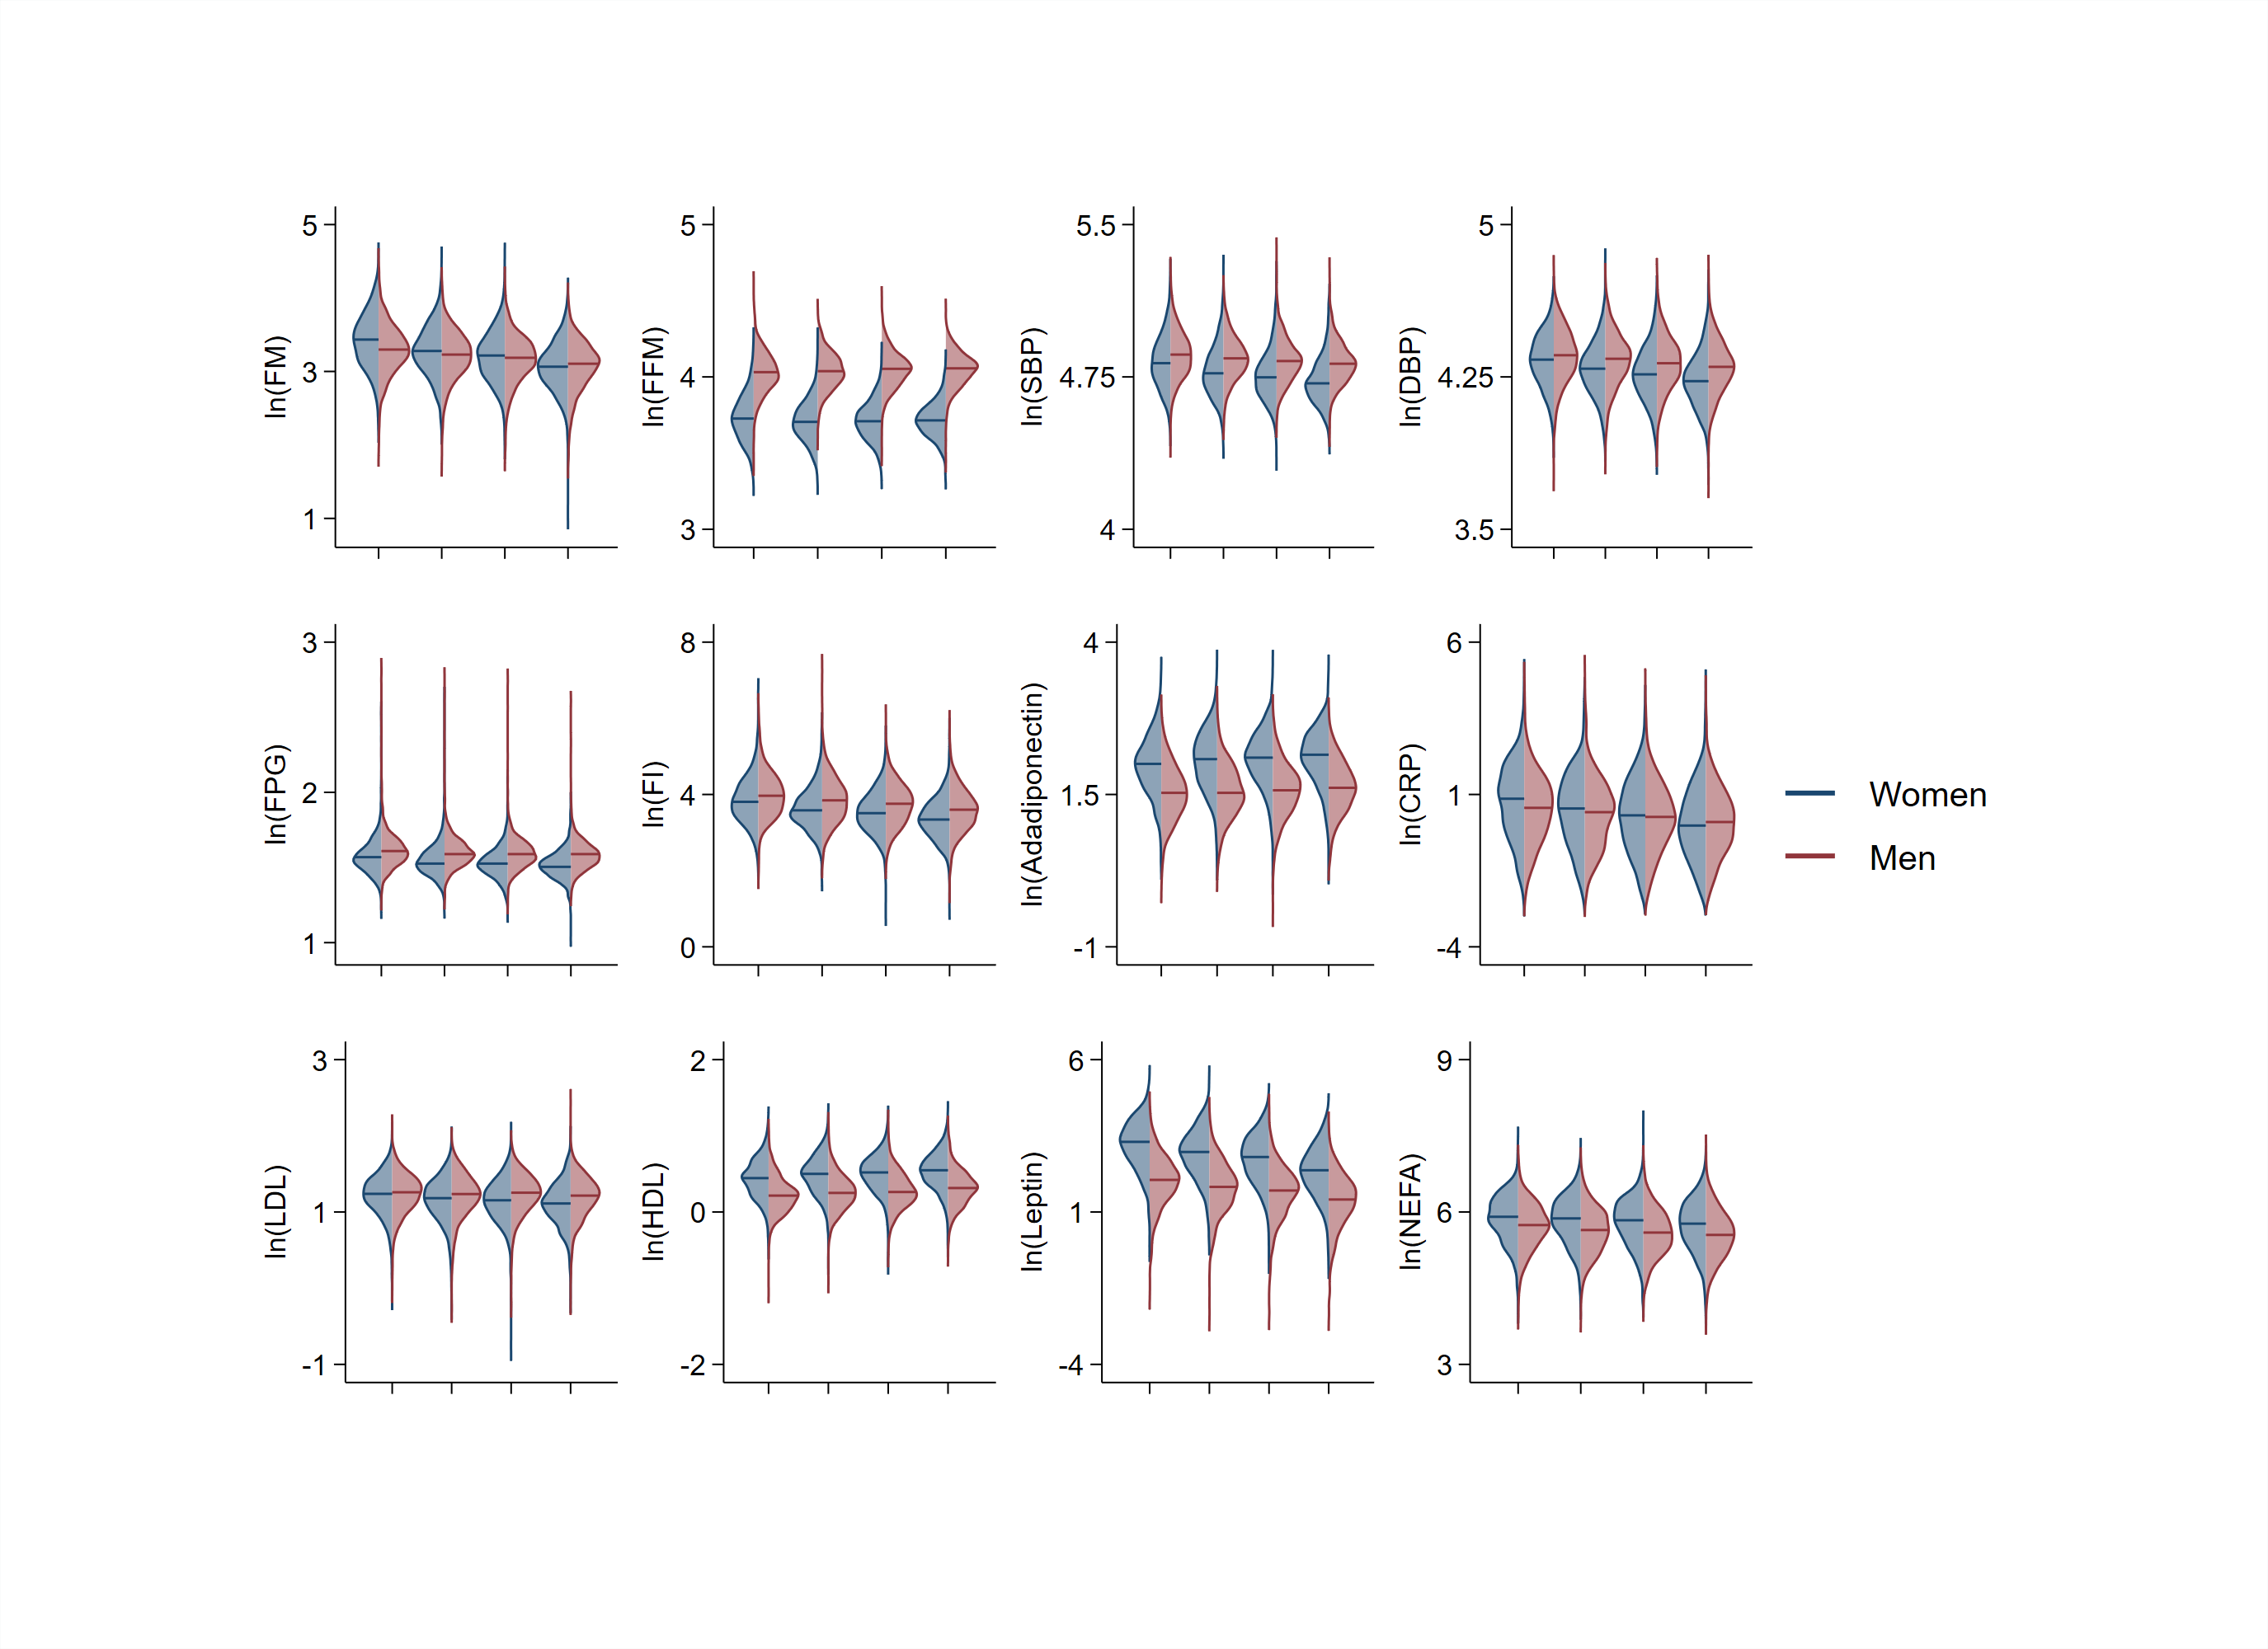 ln(FM)
5
3
1
ln(FFM)
5
4
3
ln(SBP)
5.5
4.75
4
ln(DBP)
5
4.25
3.5
ln(FPG)
3
2
1
ln(FI)
8
4
0
ln(Adadiponectin)
4
1.5
-1
ln(CRP)
6
1
-4
Women
Men
ln(LDL)
3
1
-1
ln(HDL)
2
0
-2
ln(Leptin)
6
1
-4
ln(NEFA)
9
6
3